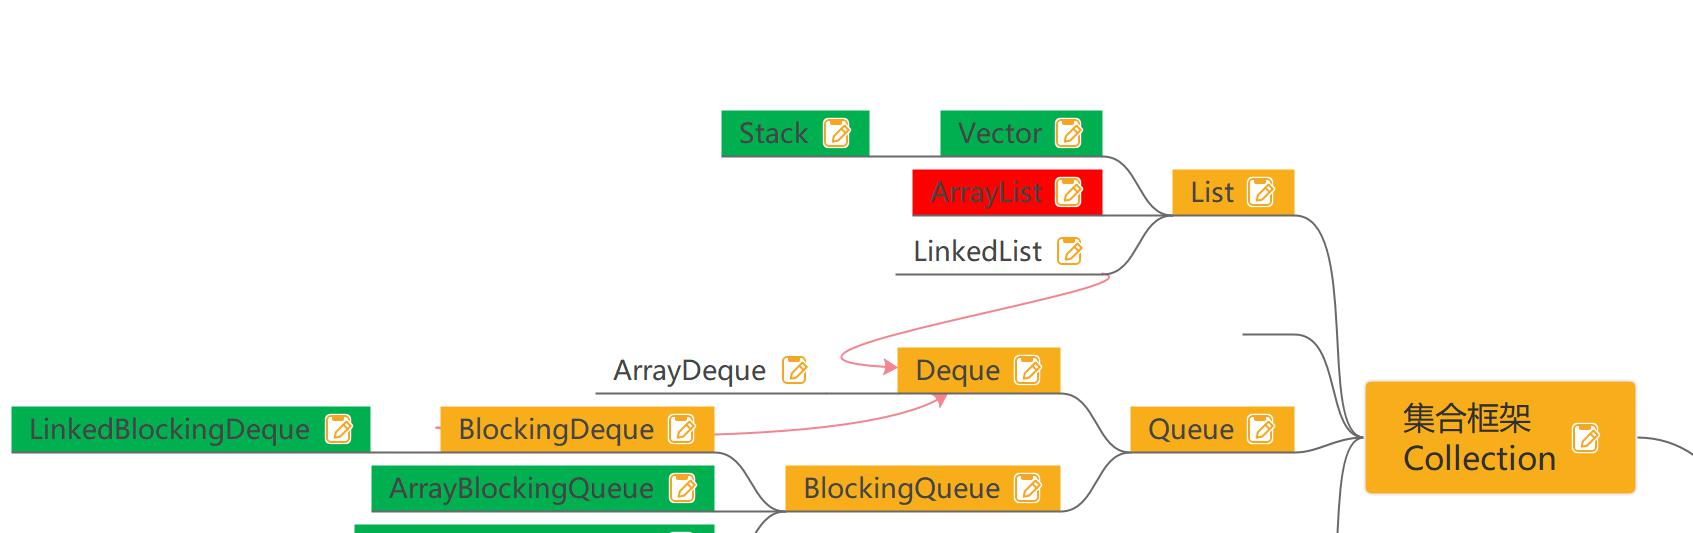 Stack
Vector
ArrayList
List
LinkedList
ArrayDeque
Deque
LinkedBlockingDeque
BlockingDeque
Queue
集合框架
Collection
ArrayBlockingQueue
BlockingQueue